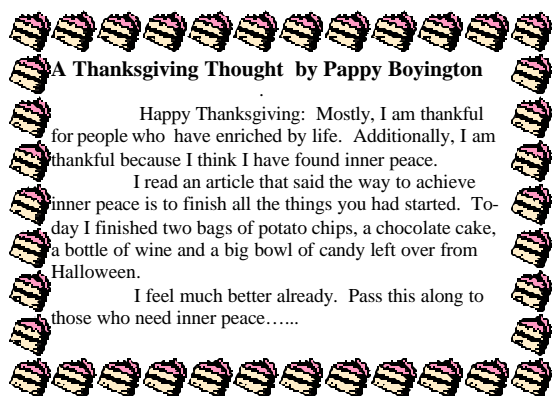 A Thanksgiving Thought by Pappy Boyington
.
Happy Thanksgiving: Mostly, I am thankful
for people who have enriched by life. Additionally, I am
thankful because I think I have found inner peace.
I read an article that said the way to achieve
inner peace is to finish all the things you had started. To-
day I finished two bags of potato chips, a chocolate cake,
a bottle of wine and a big bowl of candy left over from
Halloween.
I feel much better already. Pass this along to
those who need inner peace…...